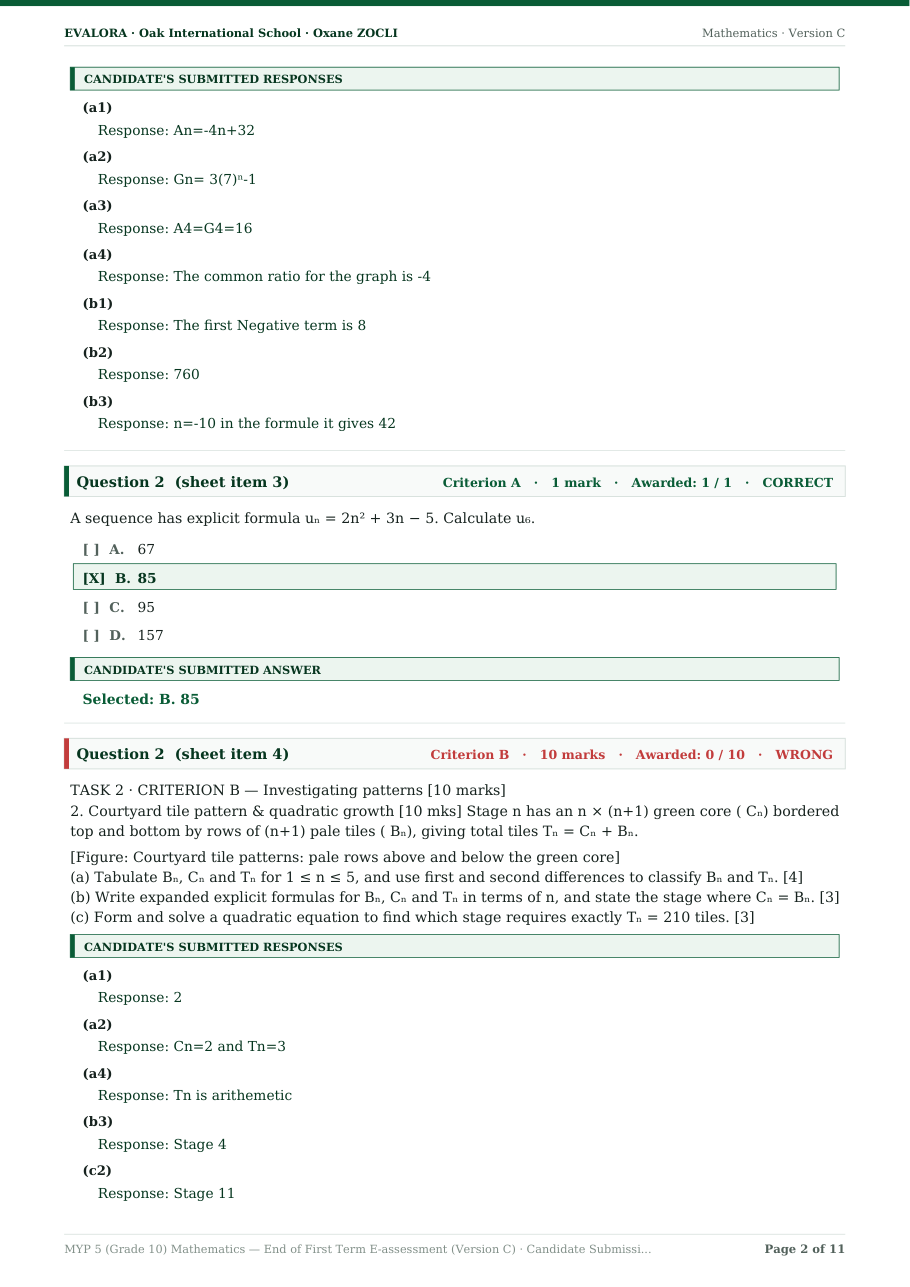 EVALORA · Oak International School · Oxane ZOCLI
Mathematics · Version C
CANDIDATE'S SUBMITTED RESPONSES
(a1)
Response: An=-4n+32
(a2)
Response: Gn= 3(7)ⁿ-1
(a3)
Response: A4=G4=16
(a4)
Response: The common ratio for the graph is -4
(b1)
Response: The first Negative term is 8
(b2)
Response: 760
(b3)
Response: n=-10 in the formule it gives 42
Question 2 (sheet item 3)
Criterion A · 1 mark · Awarded: 1 / 1 · CORRECT
A sequence has explicit formula uₙ = 2n² + 3n − 5. Calculate u₆.
[ ] A. 67
[X] B. 85
[ ] C. 95
[ ] D. 157
CANDIDATE'S SUBMITTED ANSWER
Selected: B. 85
Question 2 (sheet item 4)
Criterion B · 10 marks · Awarded: 0 / 10 · WRONG
TASK 2 · CRITERION B — Investigating patterns [10 marks]
2. Courtyard tile pattern & quadratic growth [10 mks] Stage n has an n × (n+1) green core ( Cₙ) bordered
top and bottom by rows of (n+1) pale tiles ( Bₙ), giving total tiles Tₙ = Cₙ + Bₙ.
[Figure: Courtyard tile patterns: pale rows above and below the green core]
(a) Tabulate Bₙ, Cₙ and Tₙ for 1 ≤ n ≤ 5, and use first and second differences to classify Bₙ and Tₙ. [4]
(b) Write expanded explicit formulas for Bₙ, Cₙ and Tₙ in terms of n, and state the stage where Cₙ = Bₙ. [3]
(c) Form and solve a quadratic equation to find which stage requires exactly Tₙ = 210 tiles. [3]
CANDIDATE'S SUBMITTED RESPONSES
(a1)
Response: 2
(a2)
Response: Cn=2 and Tn=3
(a4)
Response: Tn is arithemetic
(b3)
Response: Stage 4
(c2)
Response: Stage 11
MYP 5 (Grade 10) Mathematics — End of First Term E-assessment (Version C) · Candidate Submissi...
Page 2 of 11